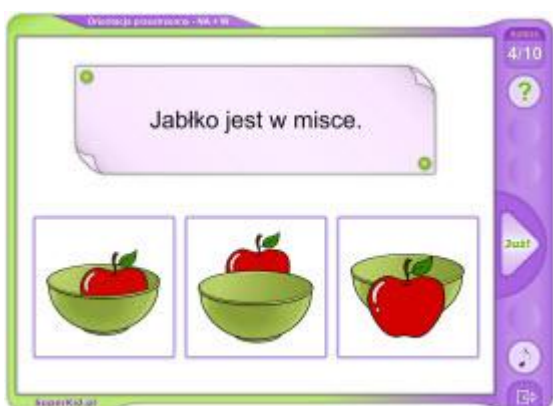 Orientacja przestrzenna - NA i W
4/10
?
Jabłko jest w misce.
Już!
SuperKid.pl